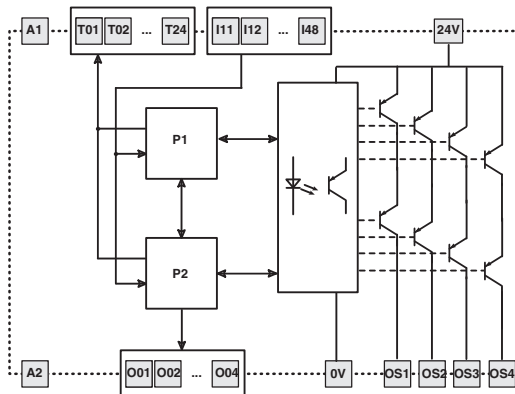 A1 T01 T02 ... T24 I11 I12 ... I48 24V
P1
P2
A2 O01 O02 ... O04 0V OS1 OS2 OS3 OS4